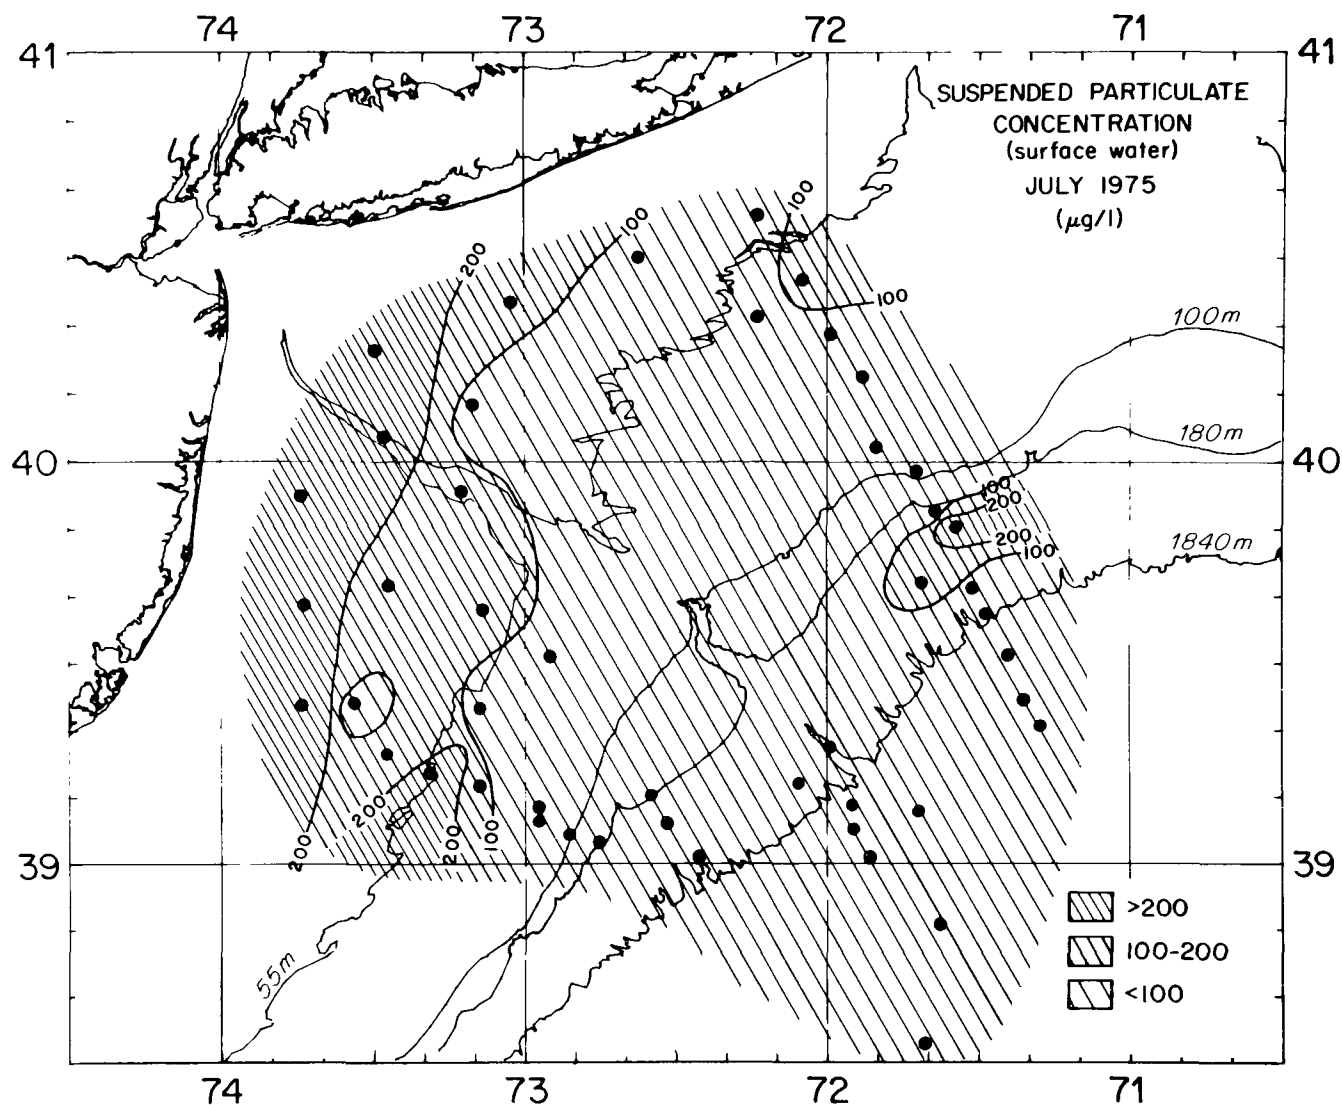 74 73 72 71
41 41
SUSPENDED PARTICULATE
CONCENTRATION
(surface water)
JULY 1975
(μg/l)
100
100
200
100
100m
180m
40 40
100
200
200
100
1840m
200
200
200
100
39 39
>200
100-200
<100
55m
74 73 72 71